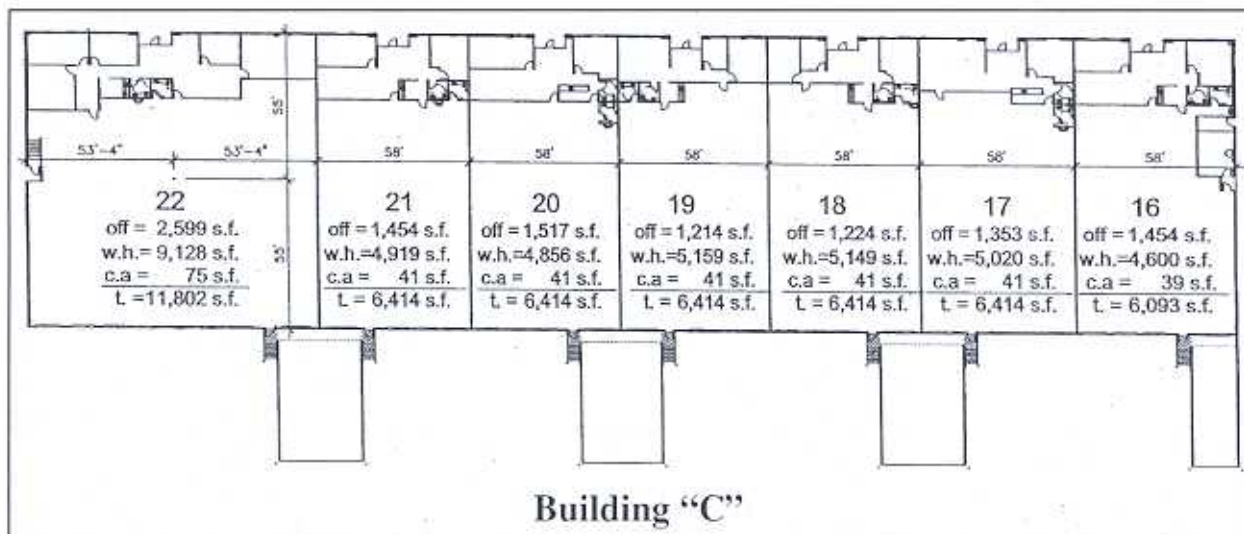 55'
53'-4"
53'-4"
58'
58'
58'
58'
58'
58'
55'
22
off = 2,599 s.f.
w.h.= 9,128 s.f.
c.a = 75 s.f.
t. =11,802 s.f.
21
off = 1,454 s.f.
w.h.=4,919 s.f.
c.a = 41 s.f.
t. = 6,414 s.f.
20
off = 1,517 s.f.
w.h.=4,856 s.f.
c.a = 41 s.f.
t. = 6,414 s.f.
19
off = 1,214 s.f.
w.h.=5,159 s.f.
c.a = 41 s.f.
t. = 6,414 s.f.
18
off = 1,224 s.f.
w.h.=5,149 s.f.
c.a = 41 s.f.
t. = 6,414 s.f.
17
off = 1,353 s.f.
w.h.=5,020 s.f.
c.a = 41 s.f.
t. = 6,414 s.f.
16
off = 1,454 s.f.
w.h.=4,600 s.f.
c.a = 39 s.f.
t. = 6,093 s.f.
Building “C”